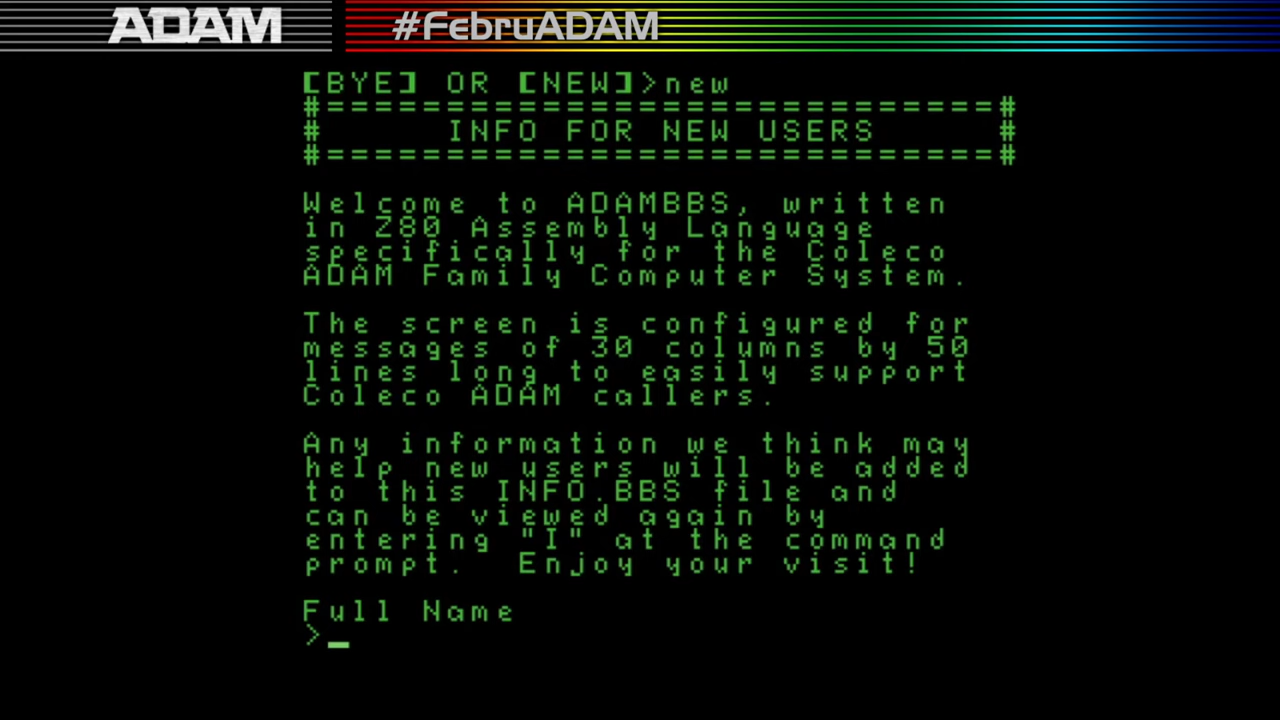 ADAM #FebruADAM
[BYE] OR [NEW]>new
#============================#
# INFO FOR NEW USERS #
#============================#
Welcome to ADAMBBS, written
in Z80 Assembly Language
specifically for the Coleco
ADAM Family Computer System.
The screen is configured for
messages of 30 columns by 50
lines long to easily support
Coleco ADAM callers.
Any information we think may
help new users will be added
to this INFO.BBS file and
can be viewed again by
entering "I" at the command
prompt.  Enjoy your visit!
Full Name
>_